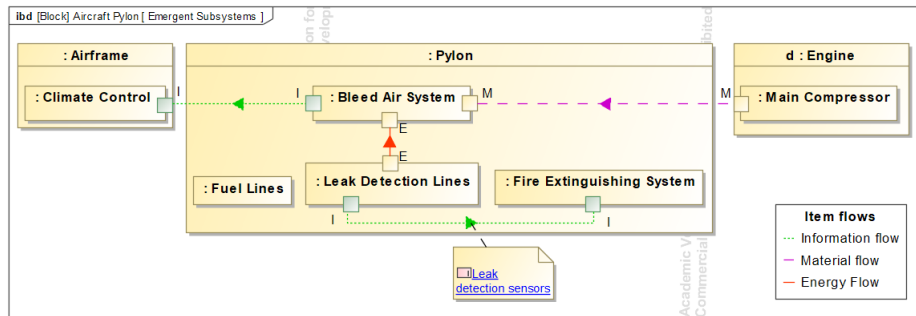 ibd [Block] Aircraft Pylon [ Emergent Subsystems ]
: Airframe
: Pylon
d : Engine
: Climate Control
I
I
: Bleed Air System
M
M
: Main Compressor
E
E
: Fuel Lines
: Leak Detection Lines
: Fire Extinguishing System
I
I
Leak
detection sensors
Item flows
Information flow
Material flow
Energy Flow